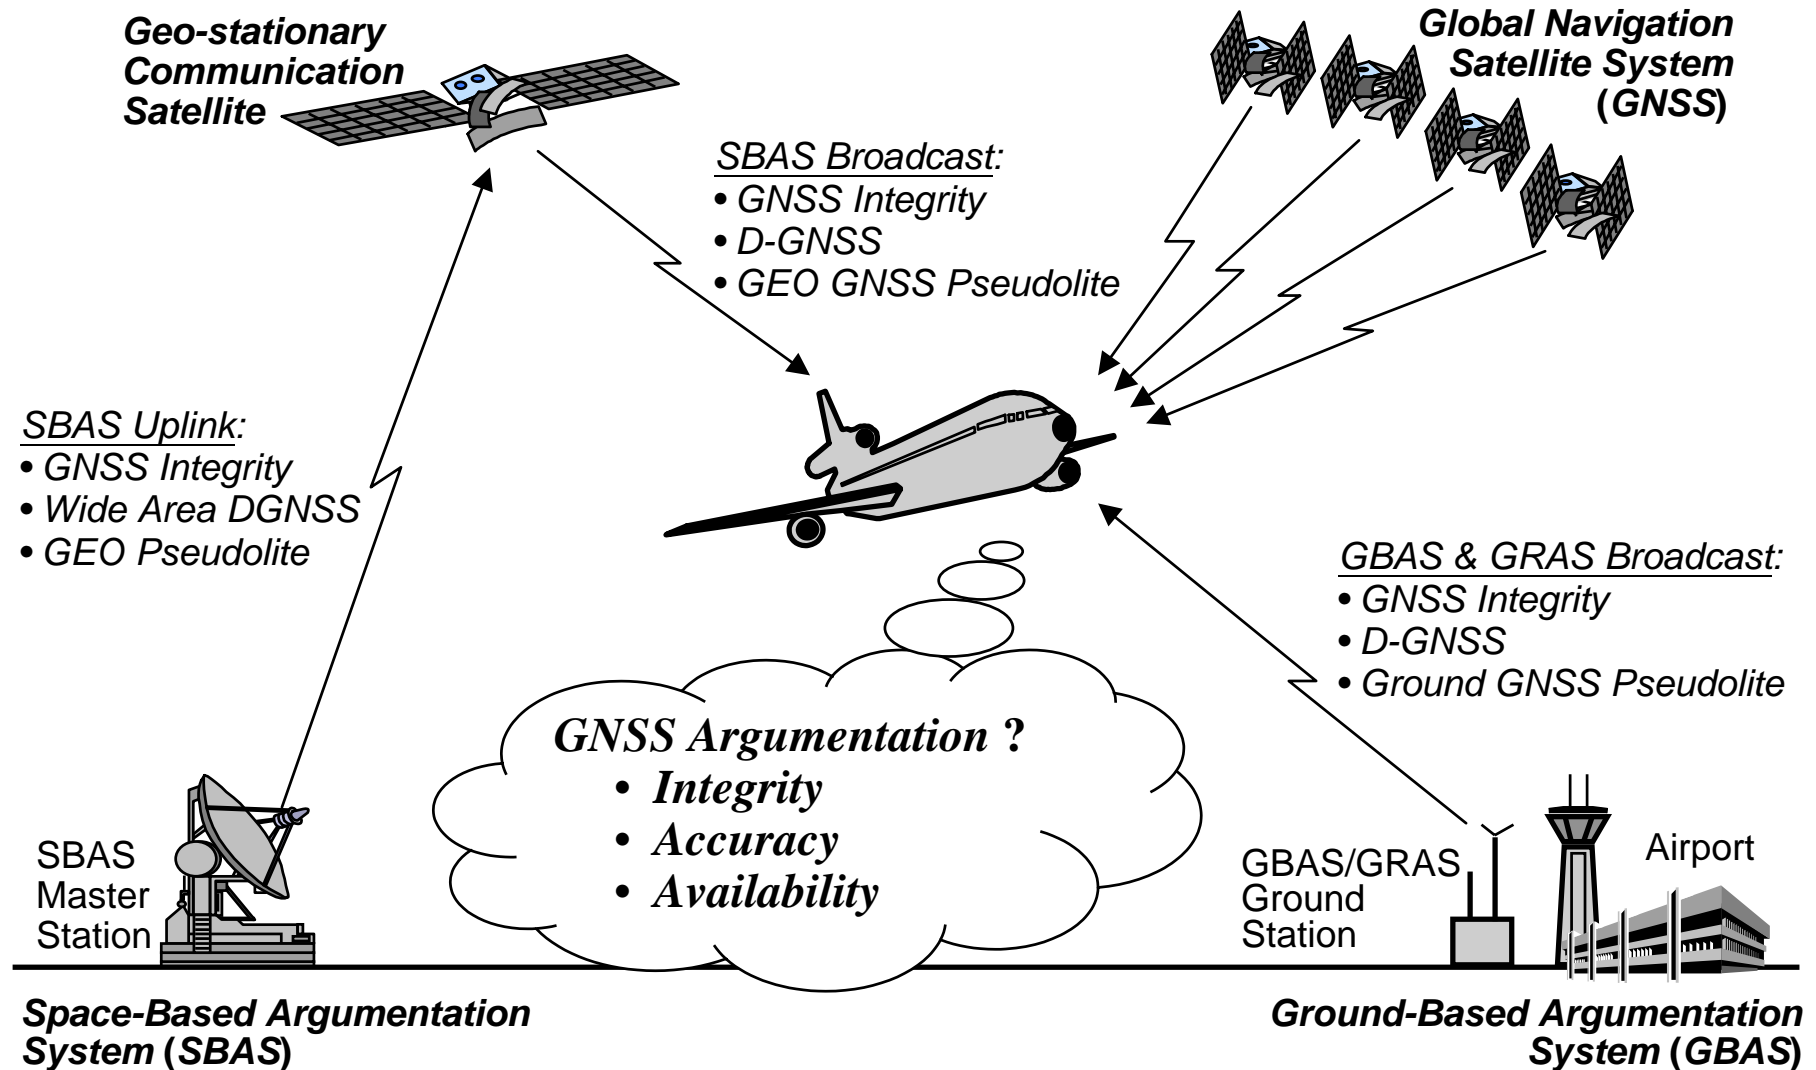 Geo-stationary
Communication
Satellite
Global Navigation
Satellite System
(GNSS)
SBAS Broadcast:
• GNSS Integrity
• D-GNSS
• GEO GNSS Pseudolite
SBAS Uplink:
• GNSS Integrity
• Wide Area DGNSS
• GEO Pseudolite
GBAS & GRAS Broadcast:
• GNSS Integrity
• D-GNSS
• Ground GNSS Pseudolite
GNSS Argumentation ?
• Integrity
• Accuracy
• Availability
SBAS
Master
Station
GBAS/GRAS
Ground
Station
Airport
Space-Based Argumentation
System (SBAS)
Ground-Based Argumentation
System (GBAS)